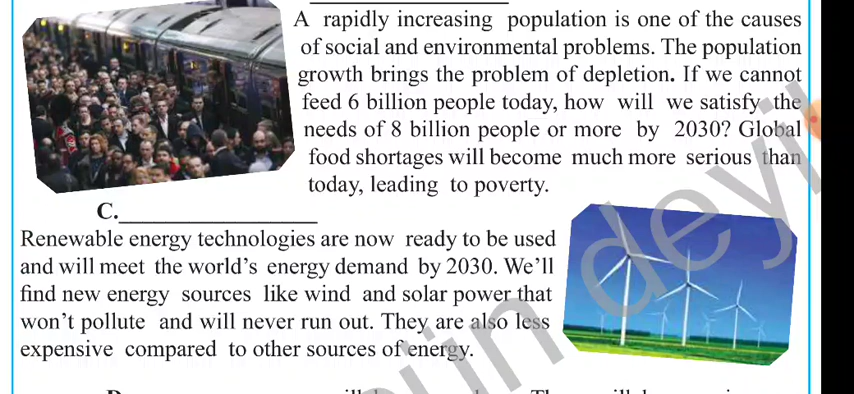 A rapidly increasing population is one of the causes
of social and environmental problems. The population
growth brings the problem of depletion. If we cannot
feed 6 billion people today, how will we satisfy the
needs of 8 billion people or more by 2030? Global
food shortages will become much more serious than
today, leading to poverty.
C.__________________
Renewable energy technologies are now ready to be used
and will meet the world's energy demand by 2030. We'll
find new energy sources like wind and solar power that
won't pollute and will never run out. They are also less
expensive compared to other sources of energy.
ün deyil